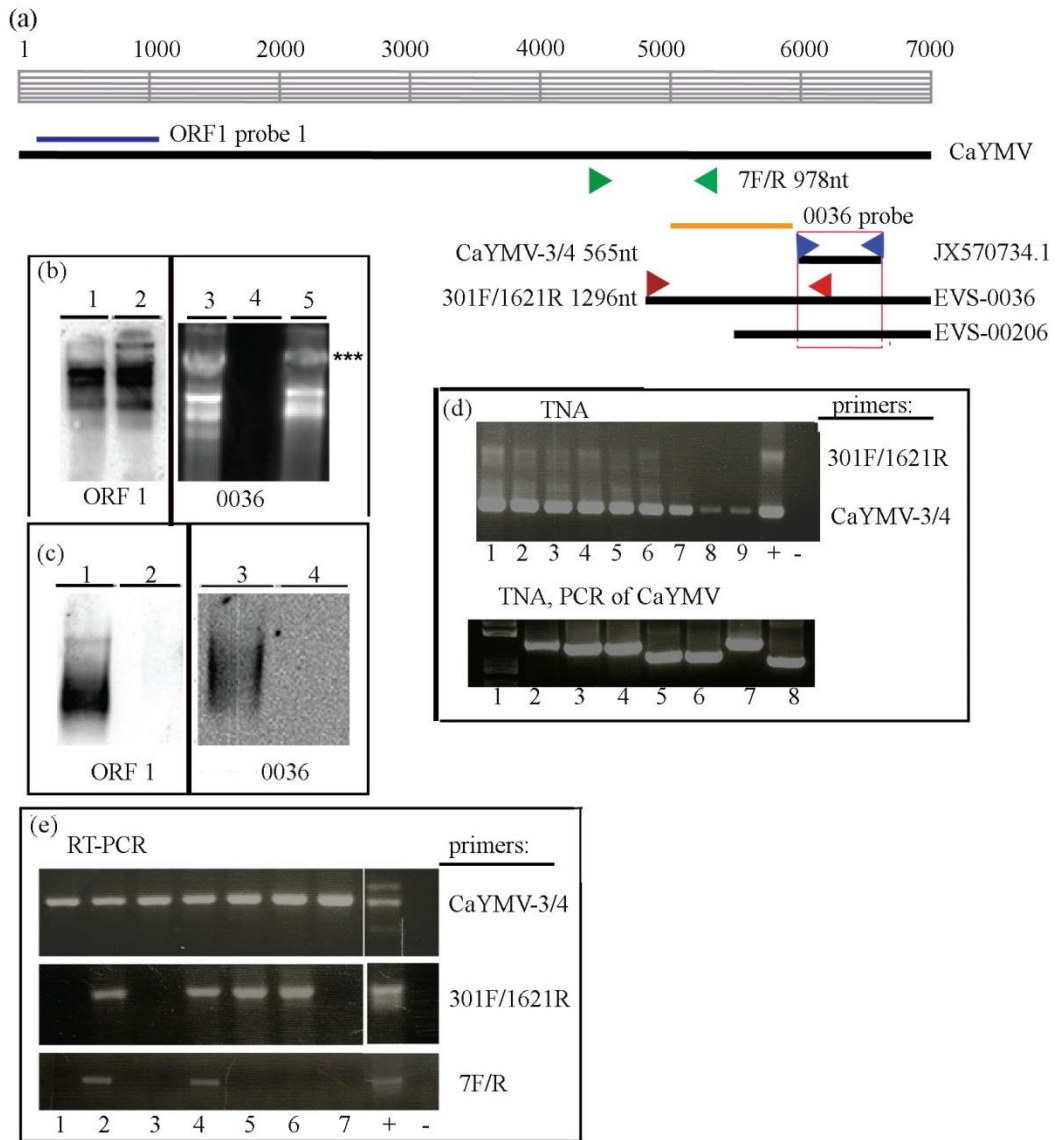 (a)
1 1000 2000 3000 4000 5000 6000 7000
ORF1 probe 1
CaYMV
7F/R 978nt
0036 probe
CaYMV-3/4 565nt
JX570734.1
301F/1621R 1296nt
EVS-0036
EVS-00206
(b)
1 2 3 4 5
***
ORF 1 0036
(c)
1 2 3 4
ORF 1 0036
(d)
TNA
primers:
301F/1621R
CaYMV-3/4
1 2 3 4 5 6 7 8 9 + -
TNA, PCR of CaYMV
1 2 3 4 5 6 7 8
(e)
RT-PCR
primers:
CaYMV-3/4
301F/1621R
7F/R
1 2 3 4 5 6 7 + -